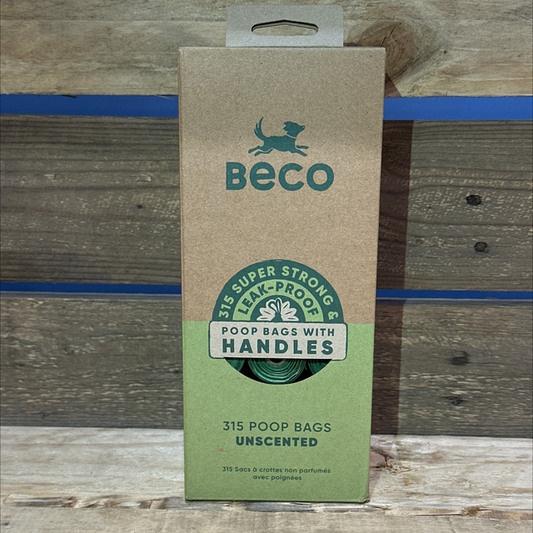 BeCO
315 SUPER STRONG &
LEAK-PROOF
POOP BAGS WITH
HANDLES
315 POOP BAGS
UNSCENTED
315 Sacs à crottes non parfumés
avec poignées